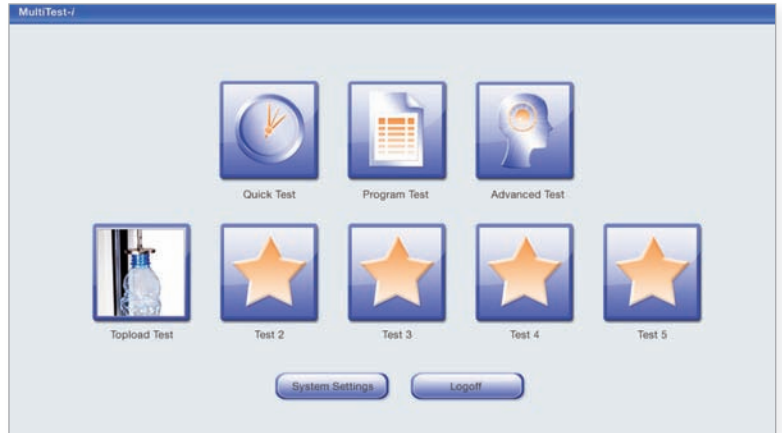 MultiTest-i
Quick Test
Program Test
Advanced Test
Topload Test
Test 2
Test 3
Test 4
Test 5
System Settings
Logoff